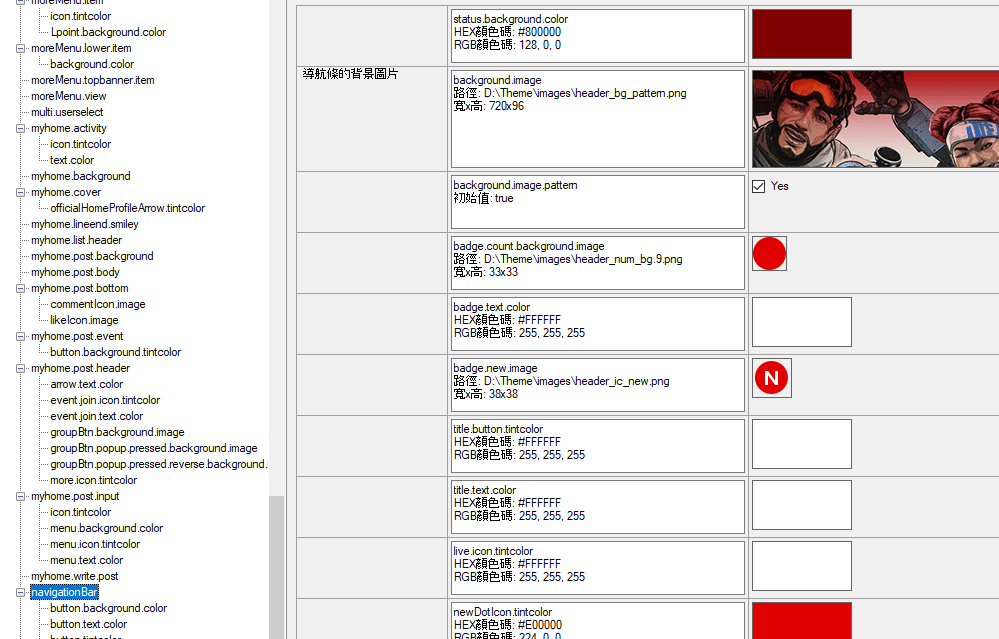 moreMenu.item
icon.tintcolor
Lpoint.background.color
moreMenu.lower.item
background.color
moreMenu.topbanner.item
moreMenu.view
multi.userselect
myhome.activity
icon.tintcolor
text.color
myhome.background
myhome.cover
officialHomeProfileArrow.tintcolor
myhome.lineend.smiley
myhome.list.header
myhome.post.background
myhome.post.body
myhome.post.bottom
commentIcon.image
likeIcon.image
myhome.post.event
button.background.tintcolor
myhome.post.header
arrow.text.color
event.join.icon.tintcolor
event.join.text.color
groupBtn.background.image
groupBtn.popup.pressed.background.image
groupBtn.popup.pressed.reverse.background.
more.icon.tintcolor
myhome.post.input
icon.tintcolor
menu.background.color
menu.icon.tintcolor
menu.text.color
myhome.write.post
navigationBar
button.background.color
button.text.color
button.tintcolor
status.background.color
HEX顏色碼: #800000
RGB顏色碼: 128, 0, 0
導航條的背景圖片
background.image
路徑: D:\Theme\images\header_bg_pattern.png
寬x高: 720x96
background.image.pattern
初始值: true
Yes
badge.count.background.image
路徑: D:\Theme\images\header_num_bg.9.png
寬x高: 33x33
badge.text.color
HEX顏色碼: #FFFFFF
RGB顏色碼: 255, 255, 255
badge.new.image
路徑: D:\Theme\images\header_ic_new.png
寬x高: 38x38
N
title.button.tintcolor
HEX顏色碼: #FFFFFF
RGB顏色碼: 255, 255, 255
title.text.color
HEX顏色碼: #FFFFFF
RGB顏色碼: 255, 255, 255
live.icon.tintcolor
HEX顏色碼: #FFFFFF
RGB顏色碼: 255, 255, 255
newDotIcon.tintcolor
HEX顏色碼: #E00000
RGB顏色碼: 224, 0, 0